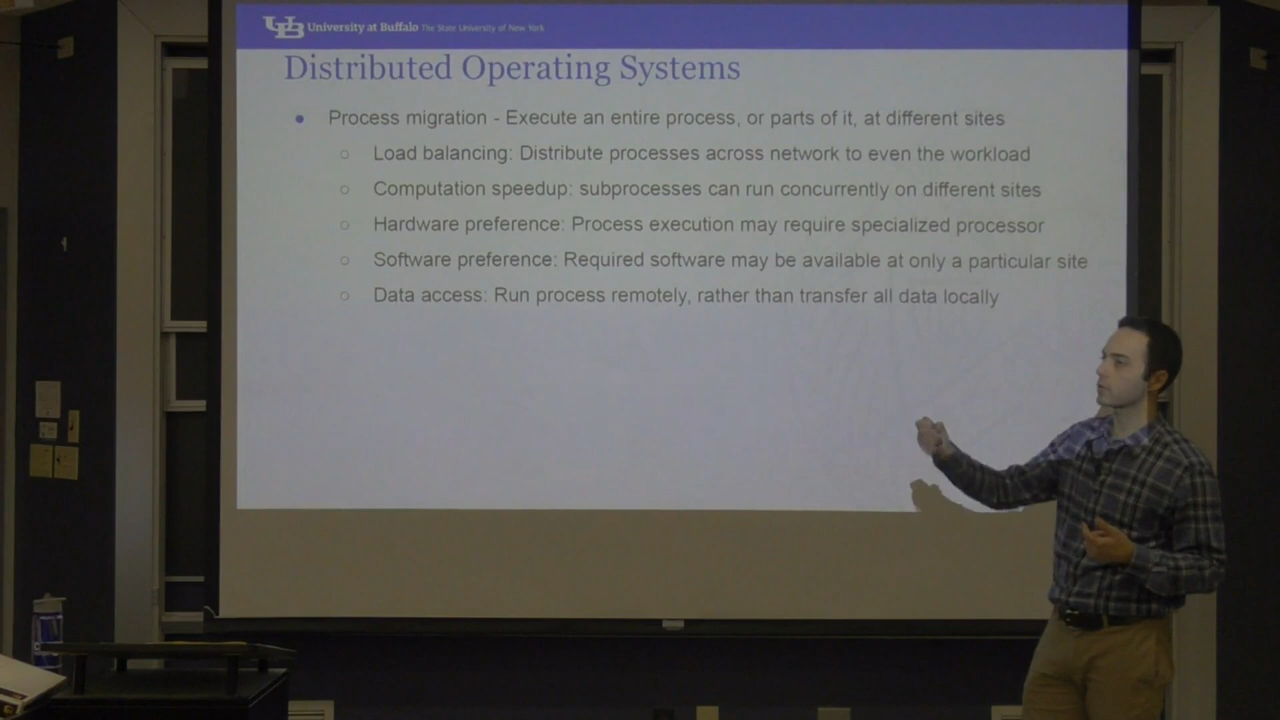 University at Buffalo The State University of New York
Distributed Operating Systems
● Process migration - Execute an entire process, or parts of it, at different sites
○ Load balancing: Distribute processes across network to even the workload
○ Computation speedup: subprocesses can run concurrently on different sites
○ Hardware preference: Process execution may require specialized processor
○ Software preference: Required software may be available at only a particular site
○ Data access: Run process remotely, rather than transfer all data locally